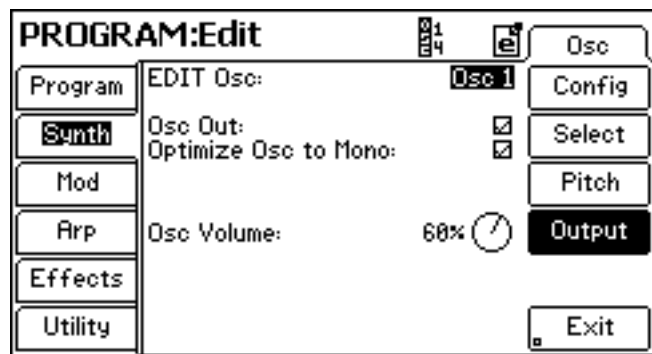 PROGRAM:Edit
Osc
Program
EDIT Osc:
Osc 1
Config
Synth
Osc Out:
Optimize Osc to Mono:
Select
Mod
Pitch
Arp
Osc Volume:
60%
Output
Effects
Utility
Exit